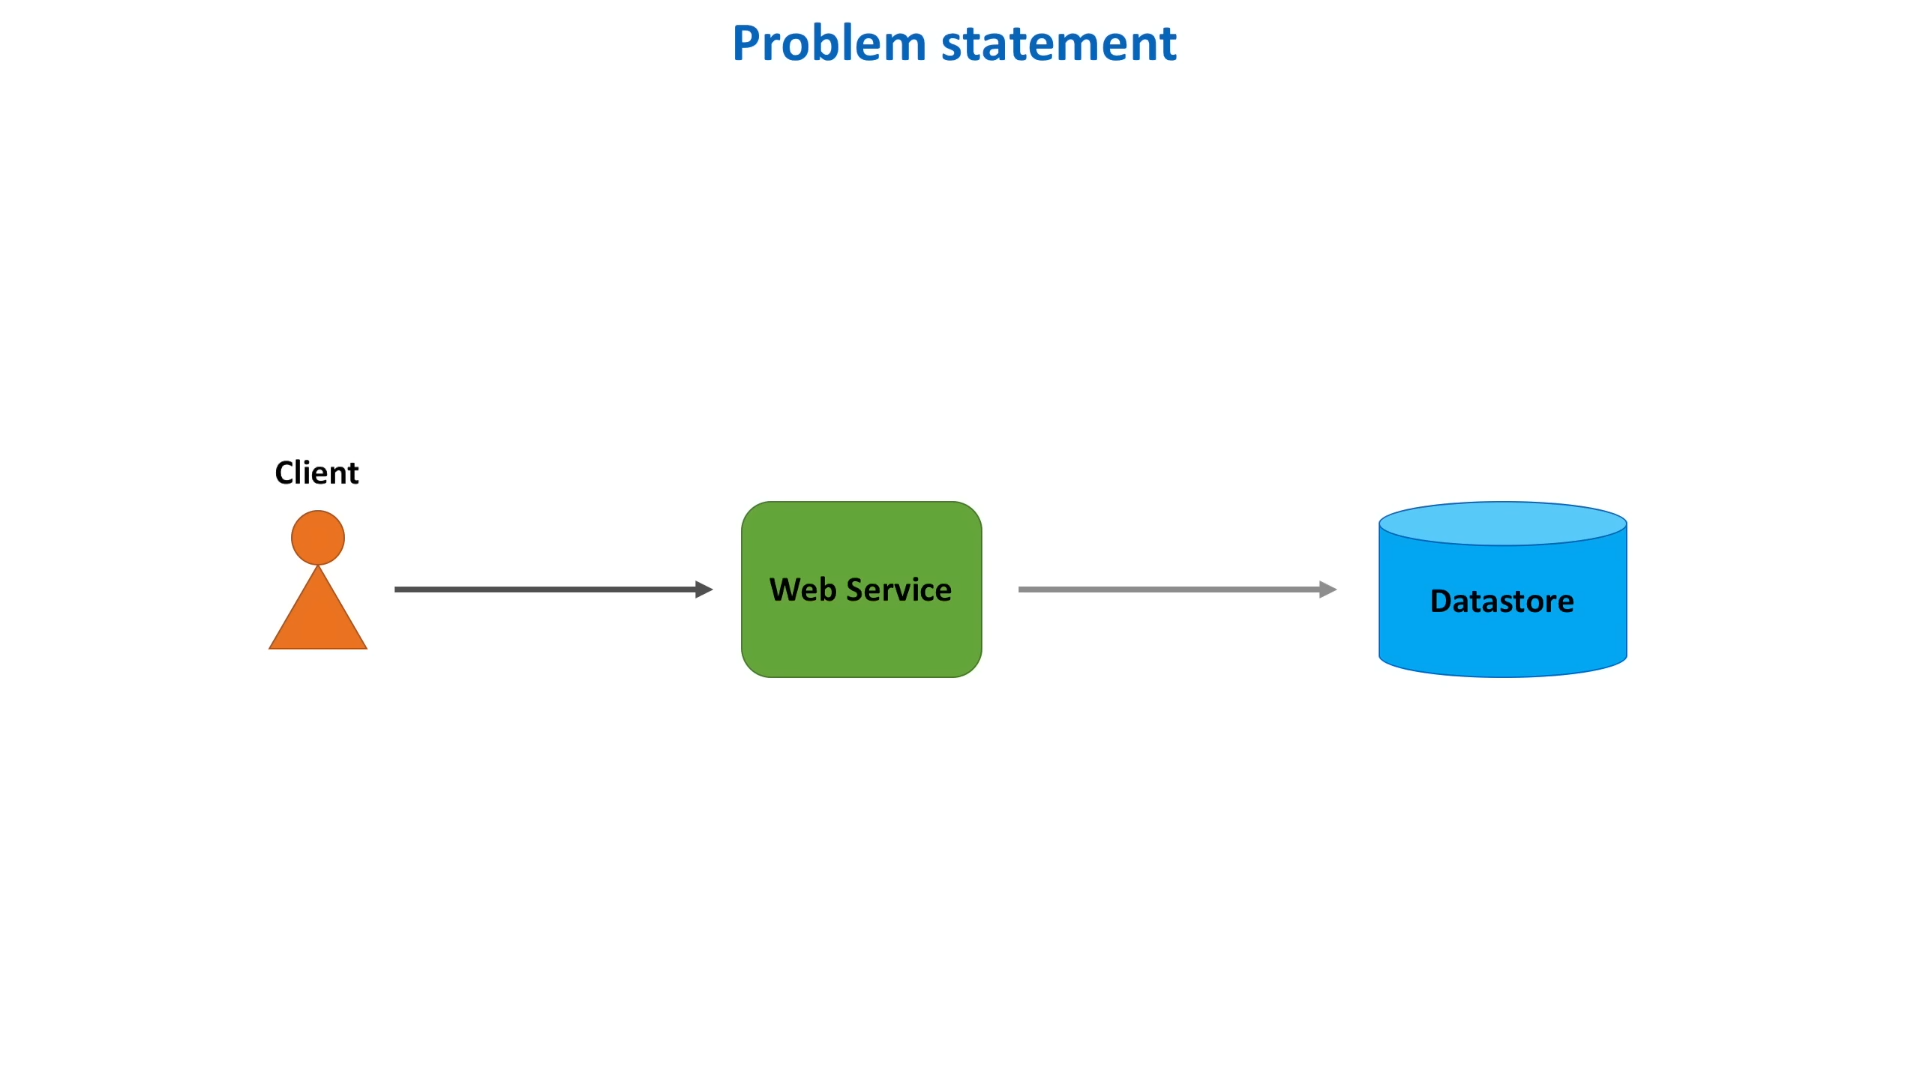 Problem statement
Client
Web Service
Datastore